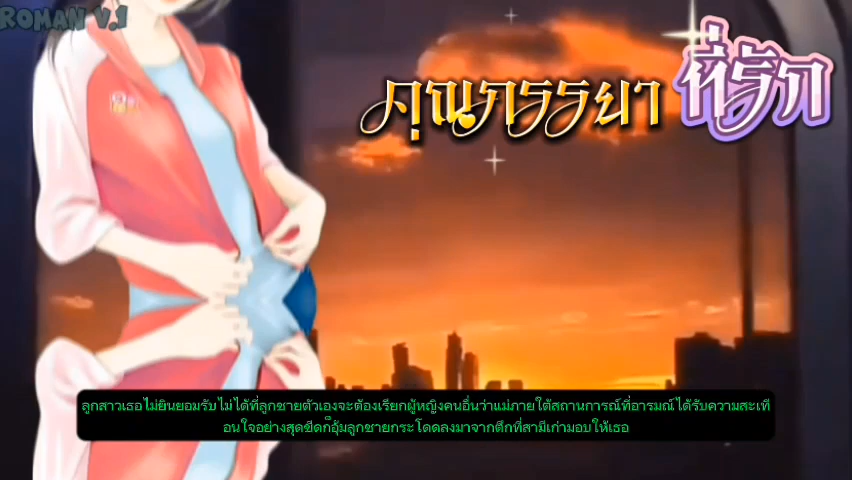 ROMAN V.1
คุณภรรยา ที่รัก
ลูกสาวเธอไม่ยินยอมรับไม่ได้ที่ลูกชายตัวเองจะต้องเรียกผู้หญิงคนอื่นว่าแม่ภายใต้สถานการณ์ที่อารมณ์ได้รับความสะเทื
อนใจอย่างสุดขีดก็อุ้มลูกชายกระโดดลงมาจากตึกที่สามีเก่ามอบให้เธอ